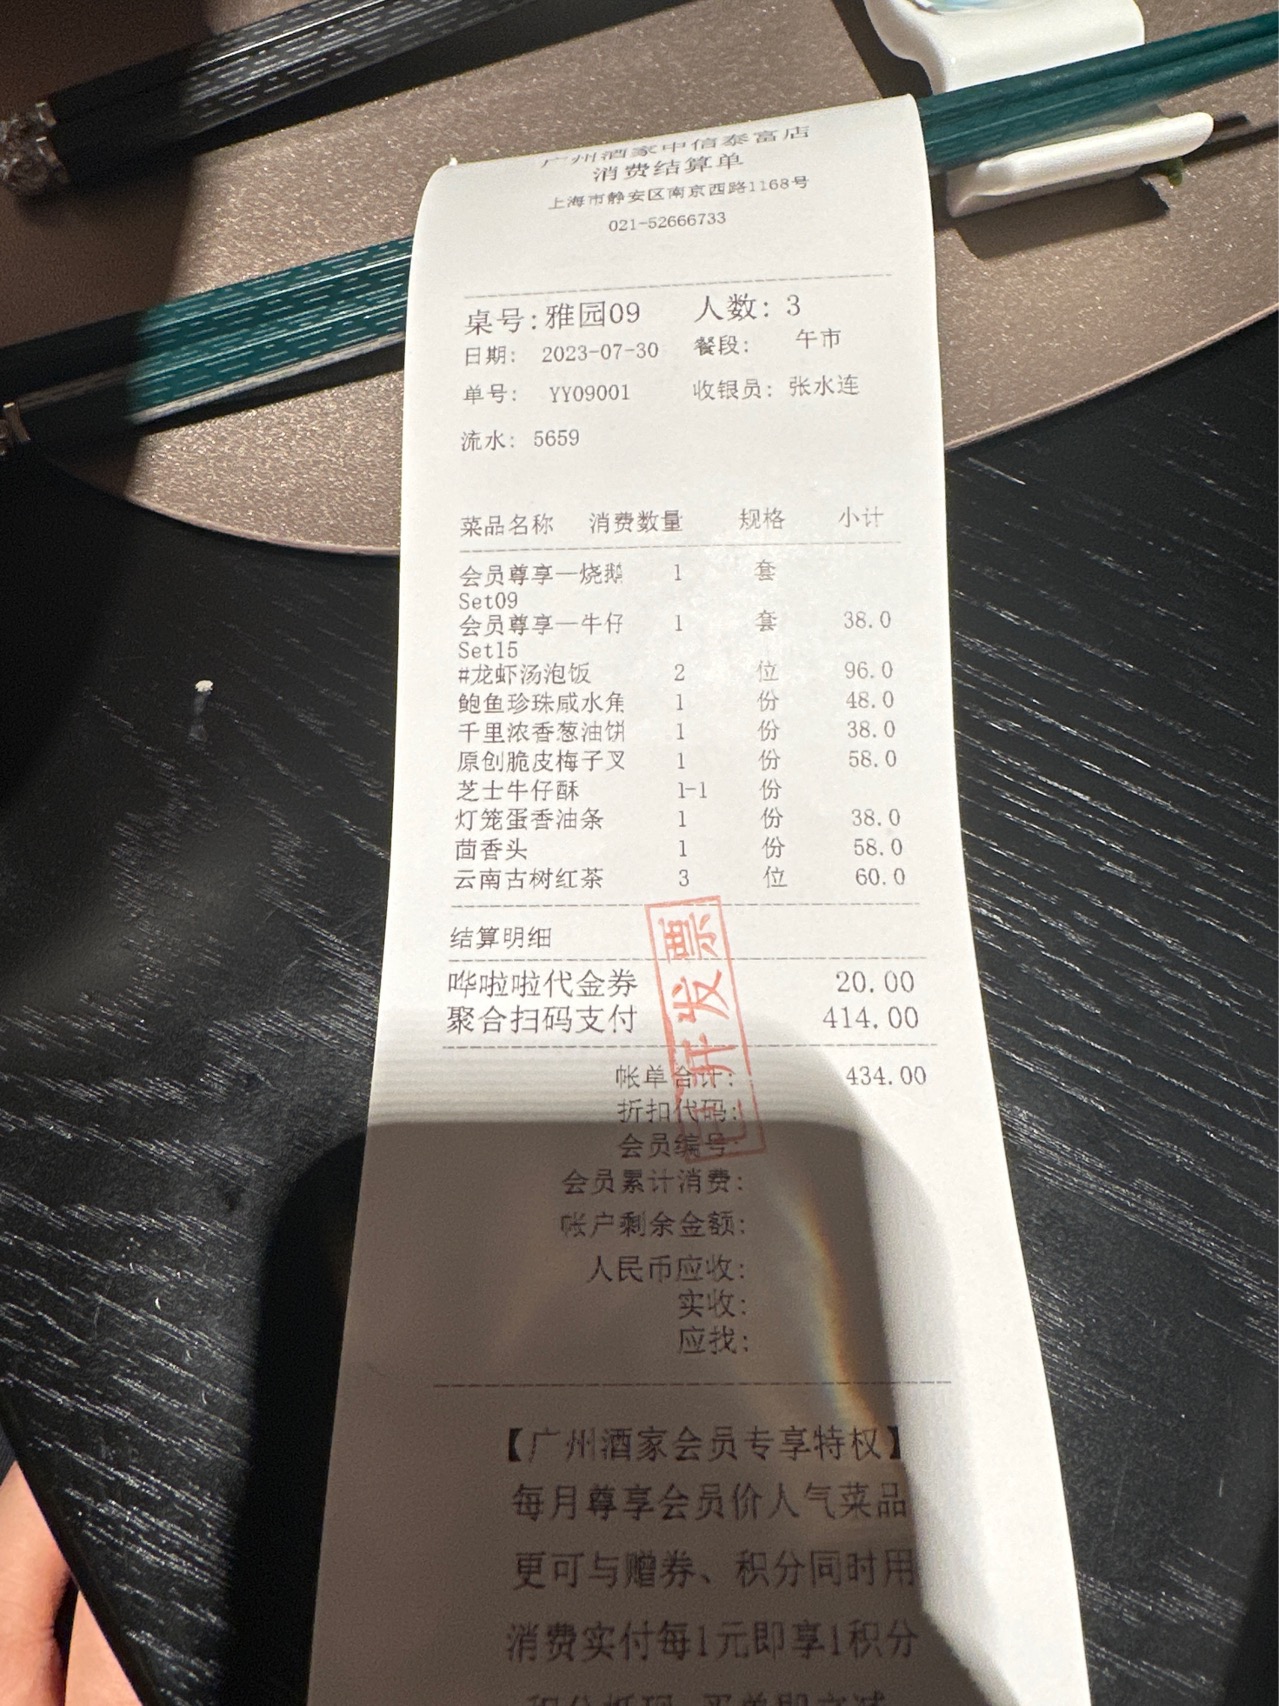 广州酒家中信泰富店
消费结算单
上海市静安区南京西路1168号
021-52666733
桌号:雅园09 人数: 3
日期: 2023-07-30 餐段: 午市
单号: YY09001 收银员: 张水连
流水: 5659
菜品名称 消费数量 规格 小计
会员尊享—烧鹅 1 套
Set09
会员尊享—牛仔 1 套 38.0
Set15
#龙虾汤泡饭 2 位 96.0
鲍鱼珍珠咸水角 1 份 48.0
千里浓香葱油饼 1 份 38.0
原创脆皮梅子叉 1 份 58.0
芝士牛仔酥 1-1 份
灯笼蛋香油条 1 份 38.0
茴香头 1 份 58.0
云南古树红茶 3 位 60.0
结算明细
哗啦啦代金券 20.00
聚合扫码支付 414.00
已开发票
帐单合计: 434.00
折扣代码:
会员编号
会员累计消费:
帐户剩余金额:
人民币应收:
实收:
应找:
【广州酒家会员专享特权】
每月尊享会员价人气菜品
更可与赠券、积分同时用
消费实付每1元即享1积分